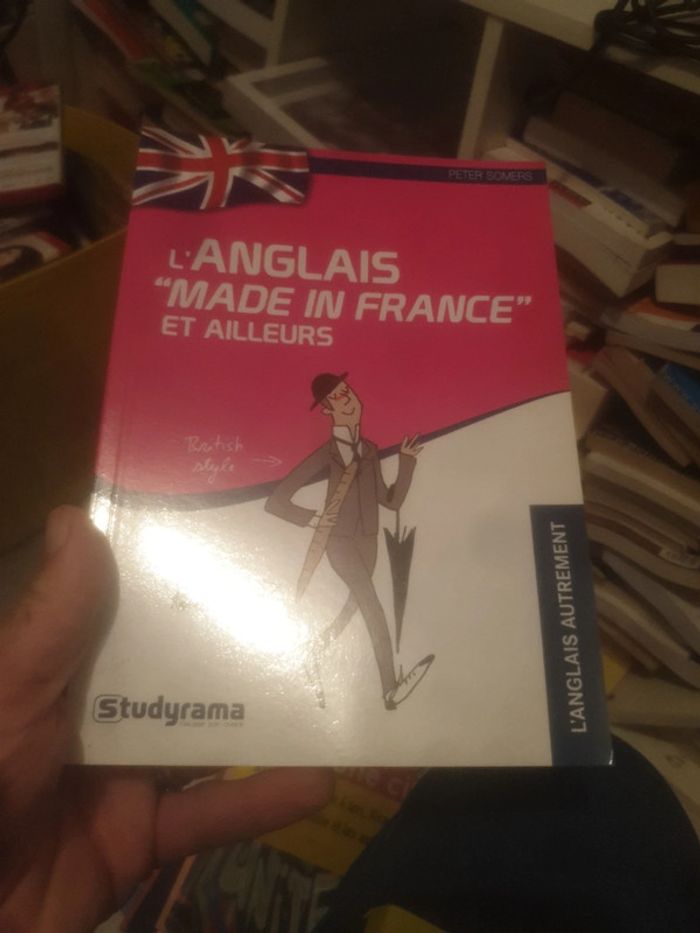 PETER SOMERS
L'ANGLAIS
“MADE IN FRANCE”
ET AILLEURS
British
style
L'ANGLAIS AUTREMENT
Studyrama